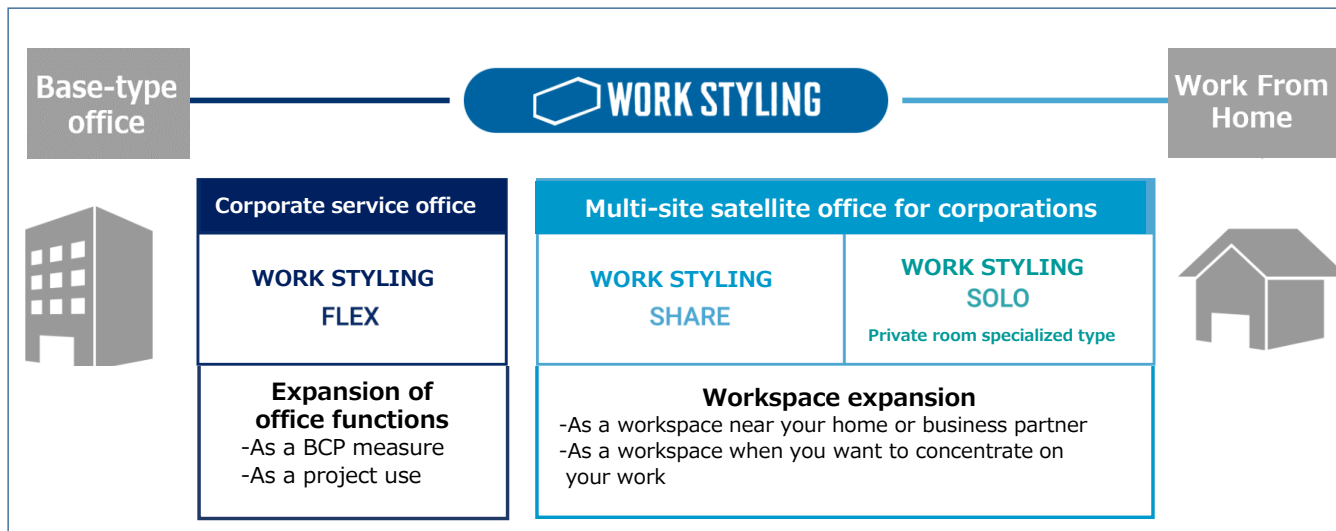 Base-type
office
WORK STYLING
Work From
Home
Corporate service office
WORK STYLING
FLEX
Expansion of
office functions
-As a BCP measure
-As a project use
Multi-site satellite office for corporations
WORK STYLING
SHARE
WORK STYLING
SOLO
Private room specialized type
Workspace expansion
-As a workspace near your home or business partner
-As a workspace when you want to concentrate on
your work